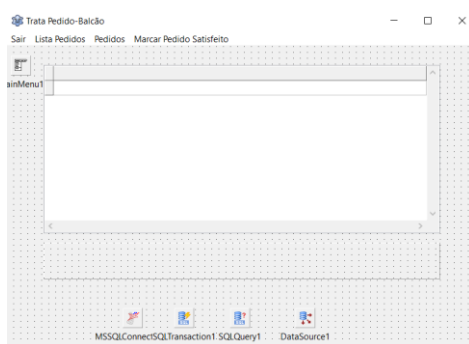 Trata Pedido-Balcão
Sair Lista Pedidos Pedidos Marcar Pedido Satisfeito
ainMenu1
MSSQLConnectSQLTransaction1 SQLQuery1 DataSource1